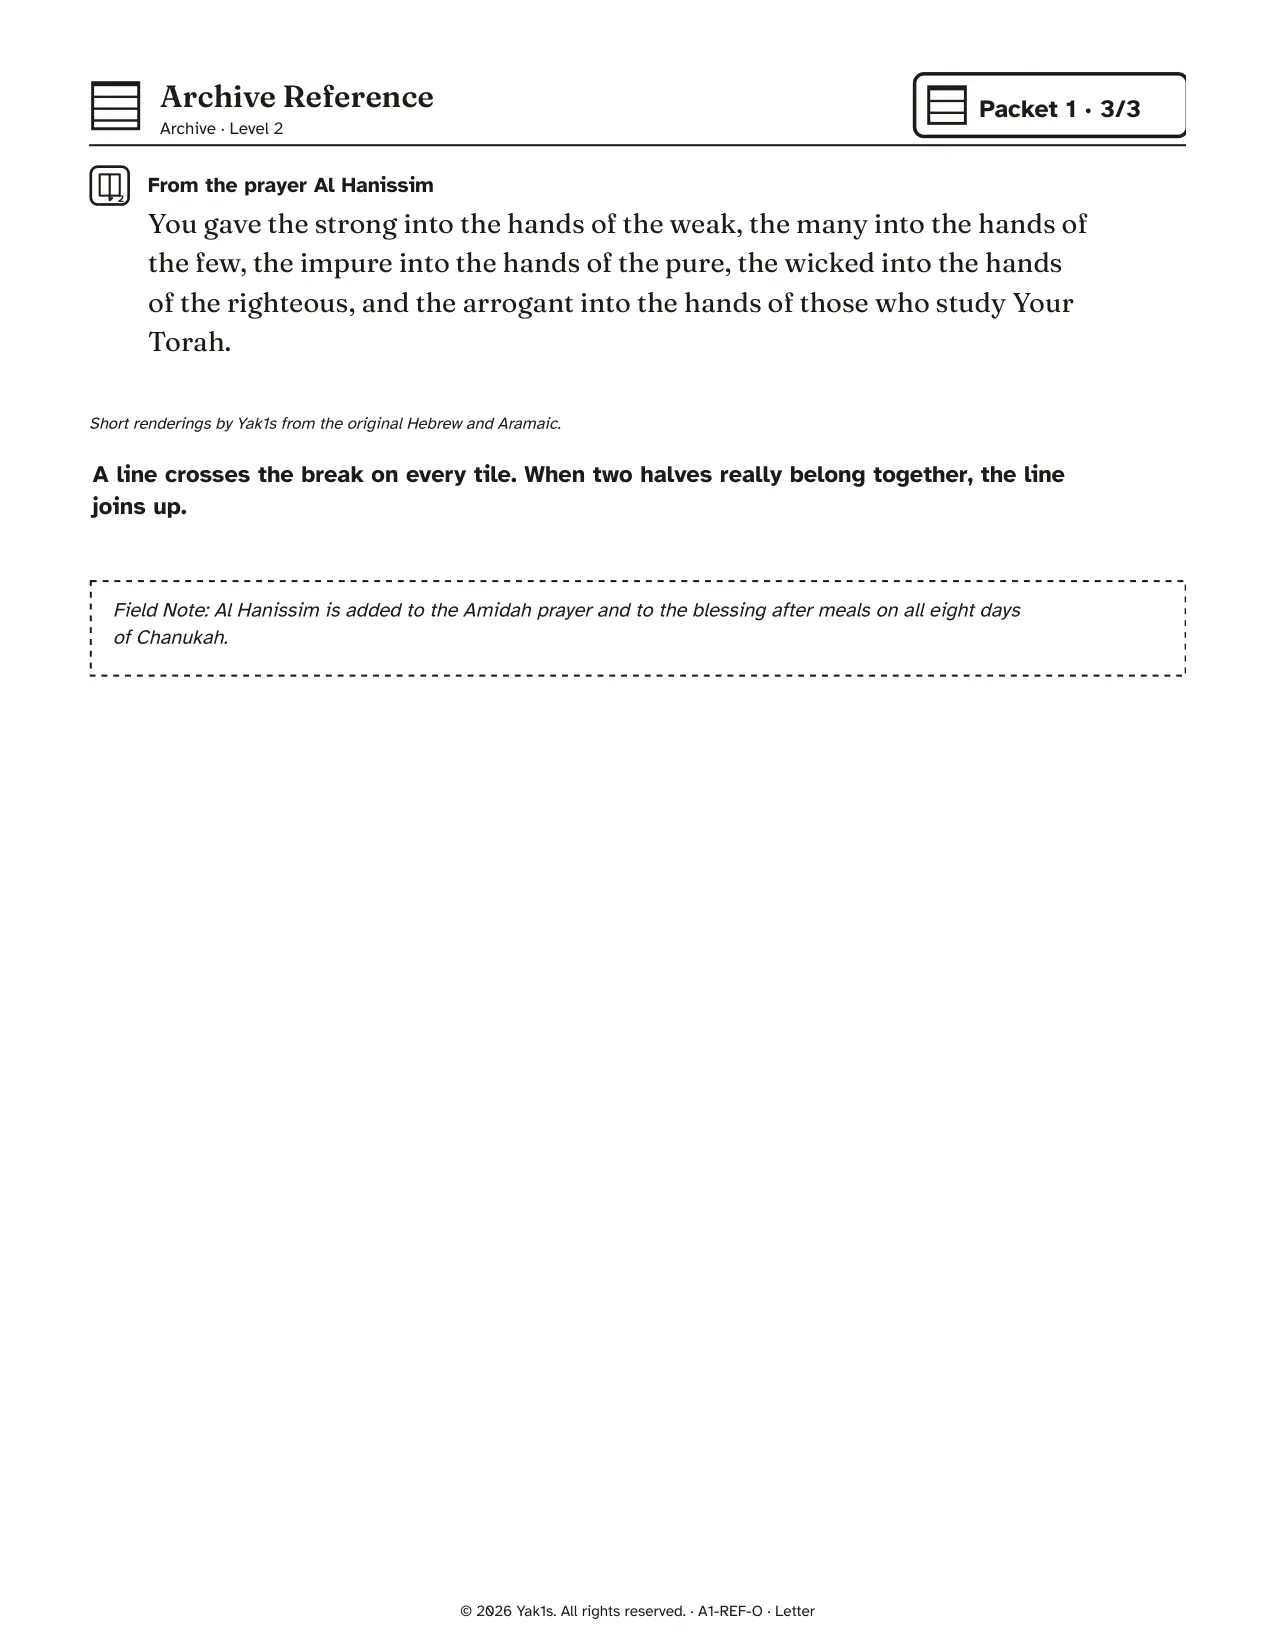 Archive Reference
Archive · Level 2
Packet 1 · 3/3
2
From the prayer Al Hanissim
You gave the strong into the hands of the weak, the many into the hands of
the few, the impure into the hands of the pure, the wicked into the hands
of the righteous, and the arrogant into the hands of those who study Your
Torah.
Short renderings by Yak1s from the original Hebrew and Aramaic.
A line crosses the break on every tile. When two halves really belong together, the line
joins up.
Field Note: Al Hanissim is added to the Amidah prayer and to the blessing after meals on all eight days
of Chanukah.
© 2026 Yak1s. All rights reserved. · A1-REF-O · Letter